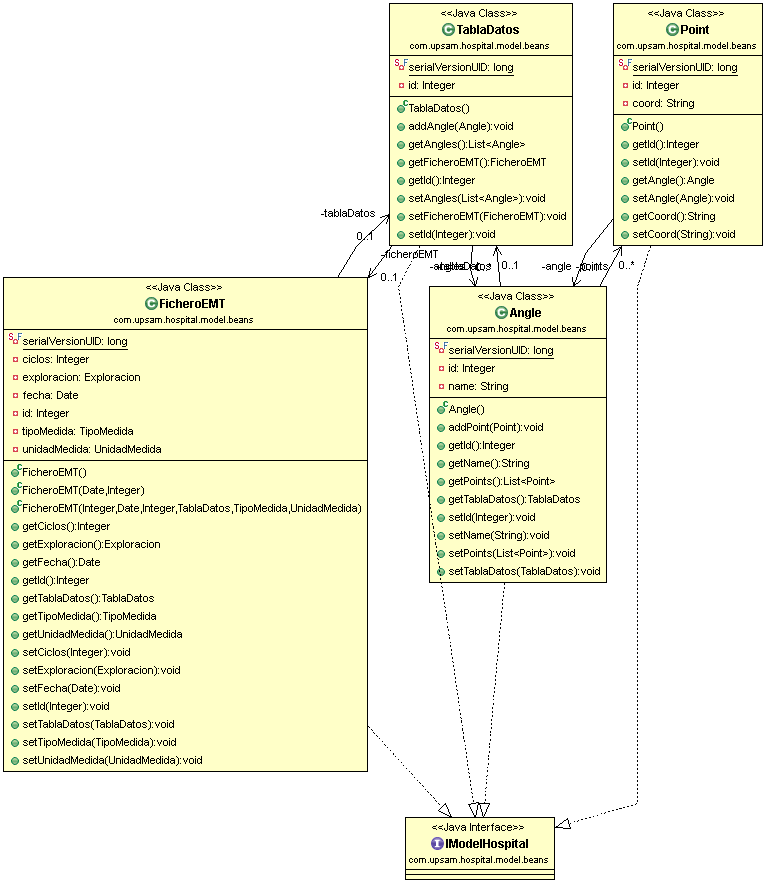 <<Java Class>>
TablaDatos
com.upsam.hospital.model.beans
serialVersionUID: long
id: Integer
TablaDatos()
addAngle(Angle):void
getAngles():List<Angle>
getFicheroEMT():FicheroEMT
getId():Integer
setAngles(List<Angle>):void
setFicheroEMT(FicheroEMT):void
setId(Integer):void
<<Java Class>>
Point
com.upsam.hospital.model.beans
serialVersionUID: long
id: Integer
coord: String
Point()
getId():Integer
setId(Integer):void
getAngle():Angle
setAngle(Angle):void
getCoord():String
setCoord(String):void
-tablaDatos
0..1
-ficheroEMT
0..1
0..1
-angle
-points
0..*
<<Java Class>>
FicheroEMT
com.upsam.hospital.model.beans
serialVersionUID: long
ciclos: Integer
exploracion: Exploracion
fecha: Date
id: Integer
tipoMedida: TipoMedida
unidadMedida: UnidadMedida
FicheroEMT()
FicheroEMT(Date,Integer)
FicheroEMT(Integer,Date,Integer,TablaDatos,TipoMedida,UnidadMedida)
getCiclos():Integer
getExploracion():Exploracion
getFecha():Date
getId():Integer
getTablaDatos():TablaDatos
getTipoMedida():TipoMedida
getUnidadMedida():UnidadMedida
setCiclos(Integer):void
setExploracion(Exploracion):void
setFecha(Date):void
setId(Integer):void
setTablaDatos(TablaDatos):void
setTipoMedida(TipoMedida):void
setUnidadMedida(UnidadMedida):void
<<Java Class>>
Angle
com.upsam.hospital.model.beans
serialVersionUID: long
id: Integer
name: String
Angle()
addPoint(Point):void
getId():Integer
getName():String
getPoints():List<Point>
getTablaDatos():TablaDatos
setId(Integer):void
setName(String):void
setPoints(List<Point>):void
setTablaDatos(TablaDatos):void
<<Java Interface>>
IModelHospital
com.upsam.hospital.model.beans